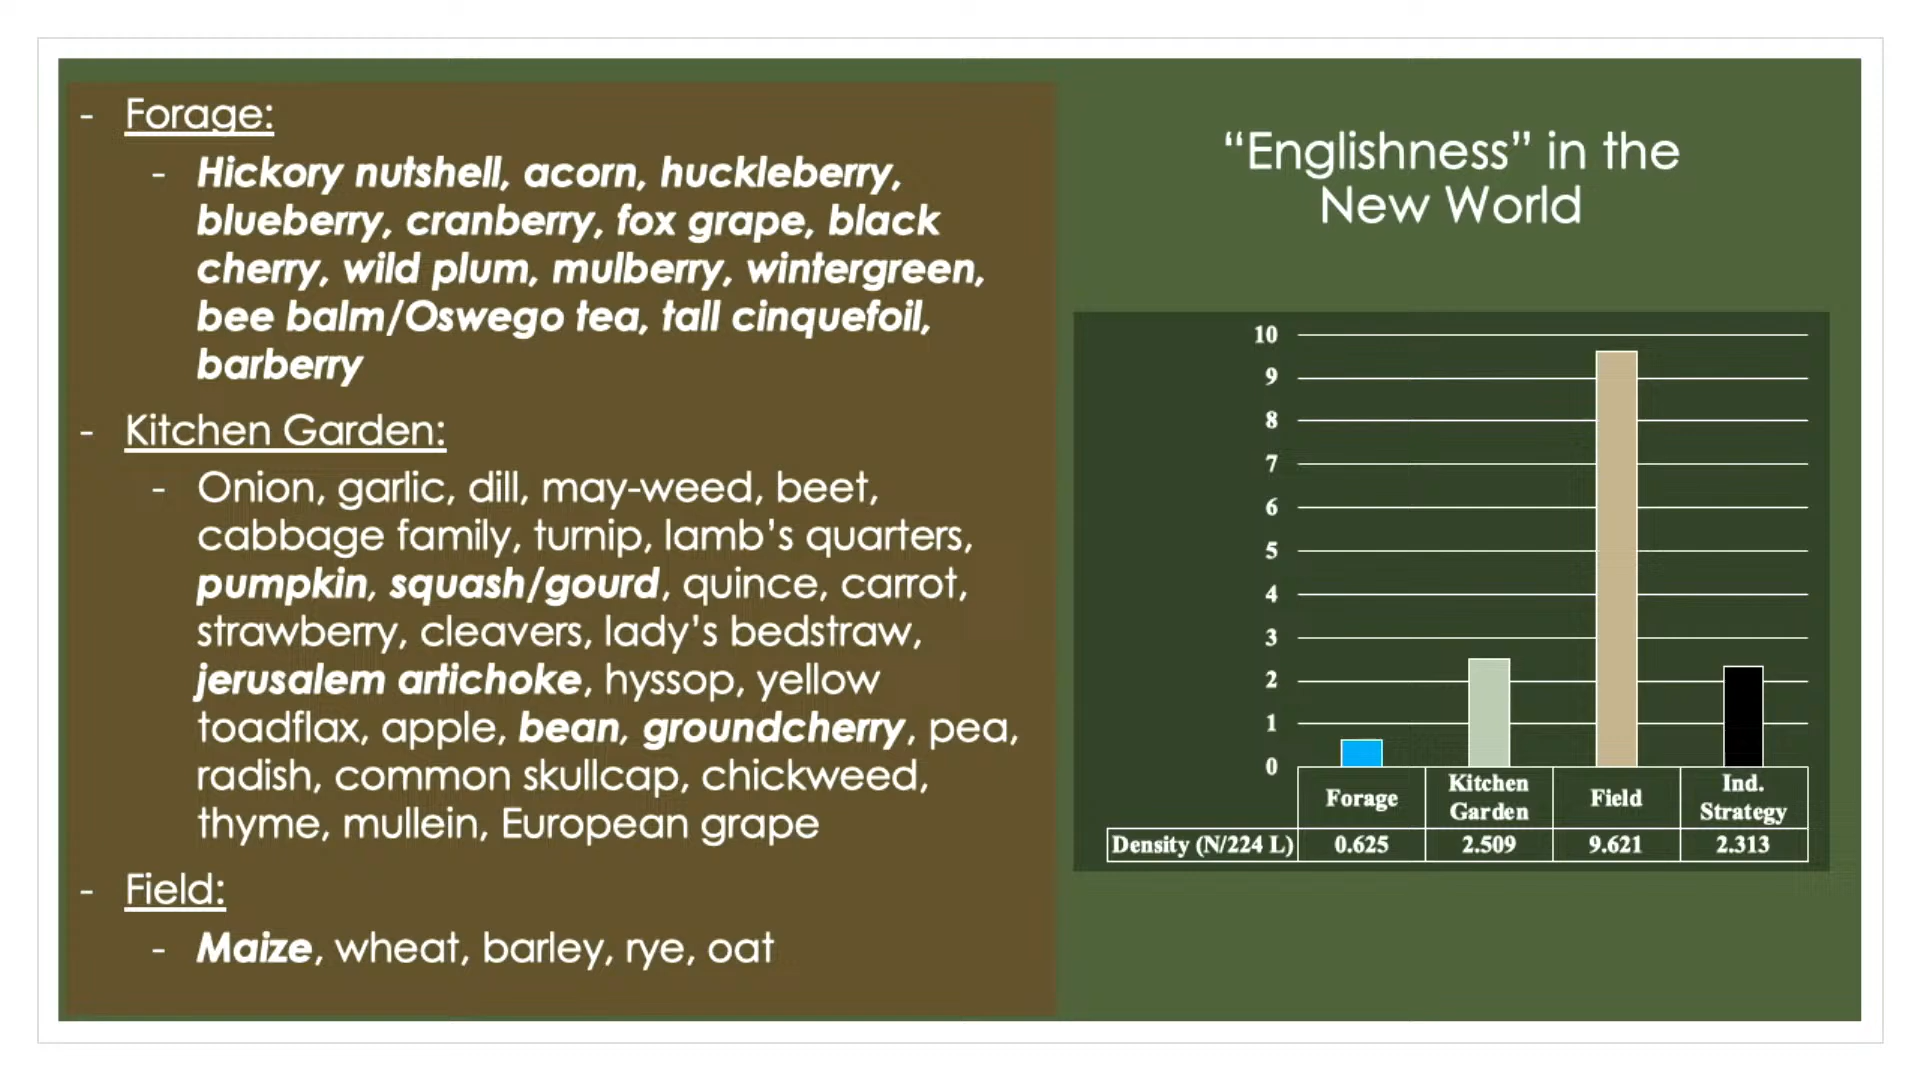 - Forage:
- Hickory nutshell, acorn, huckleberry,
blueberry, cranberry, fox grape, black
cherry, wild plum, mulberry, wintergreen,
bee balm/Oswego tea, tall cinquefoil,
barberry
- Kitchen Garden:
- Onion, garlic, dill, may-weed, beet,
cabbage family, turnip, lamb's quarters,
pumpkin, squash/gourd, quince, carrot,
strawberry, cleavers, lady's bedstraw,
jerusalem artichoke, hyssop, yellow
toadflax, apple, bean, groundcherry, pea,
radish, common skullcap, chickweed,
thyme, mullein, European grape
- Field:
- Maize, wheat, barley, rye, oat
“Englishness” in the
New World
10
9
8
7
6
5
4
3
2
1
0
Forage Kitchen Garden Field Ind. Strategy
Density (N/224 L) 0.625 2.509 9.621 2.313